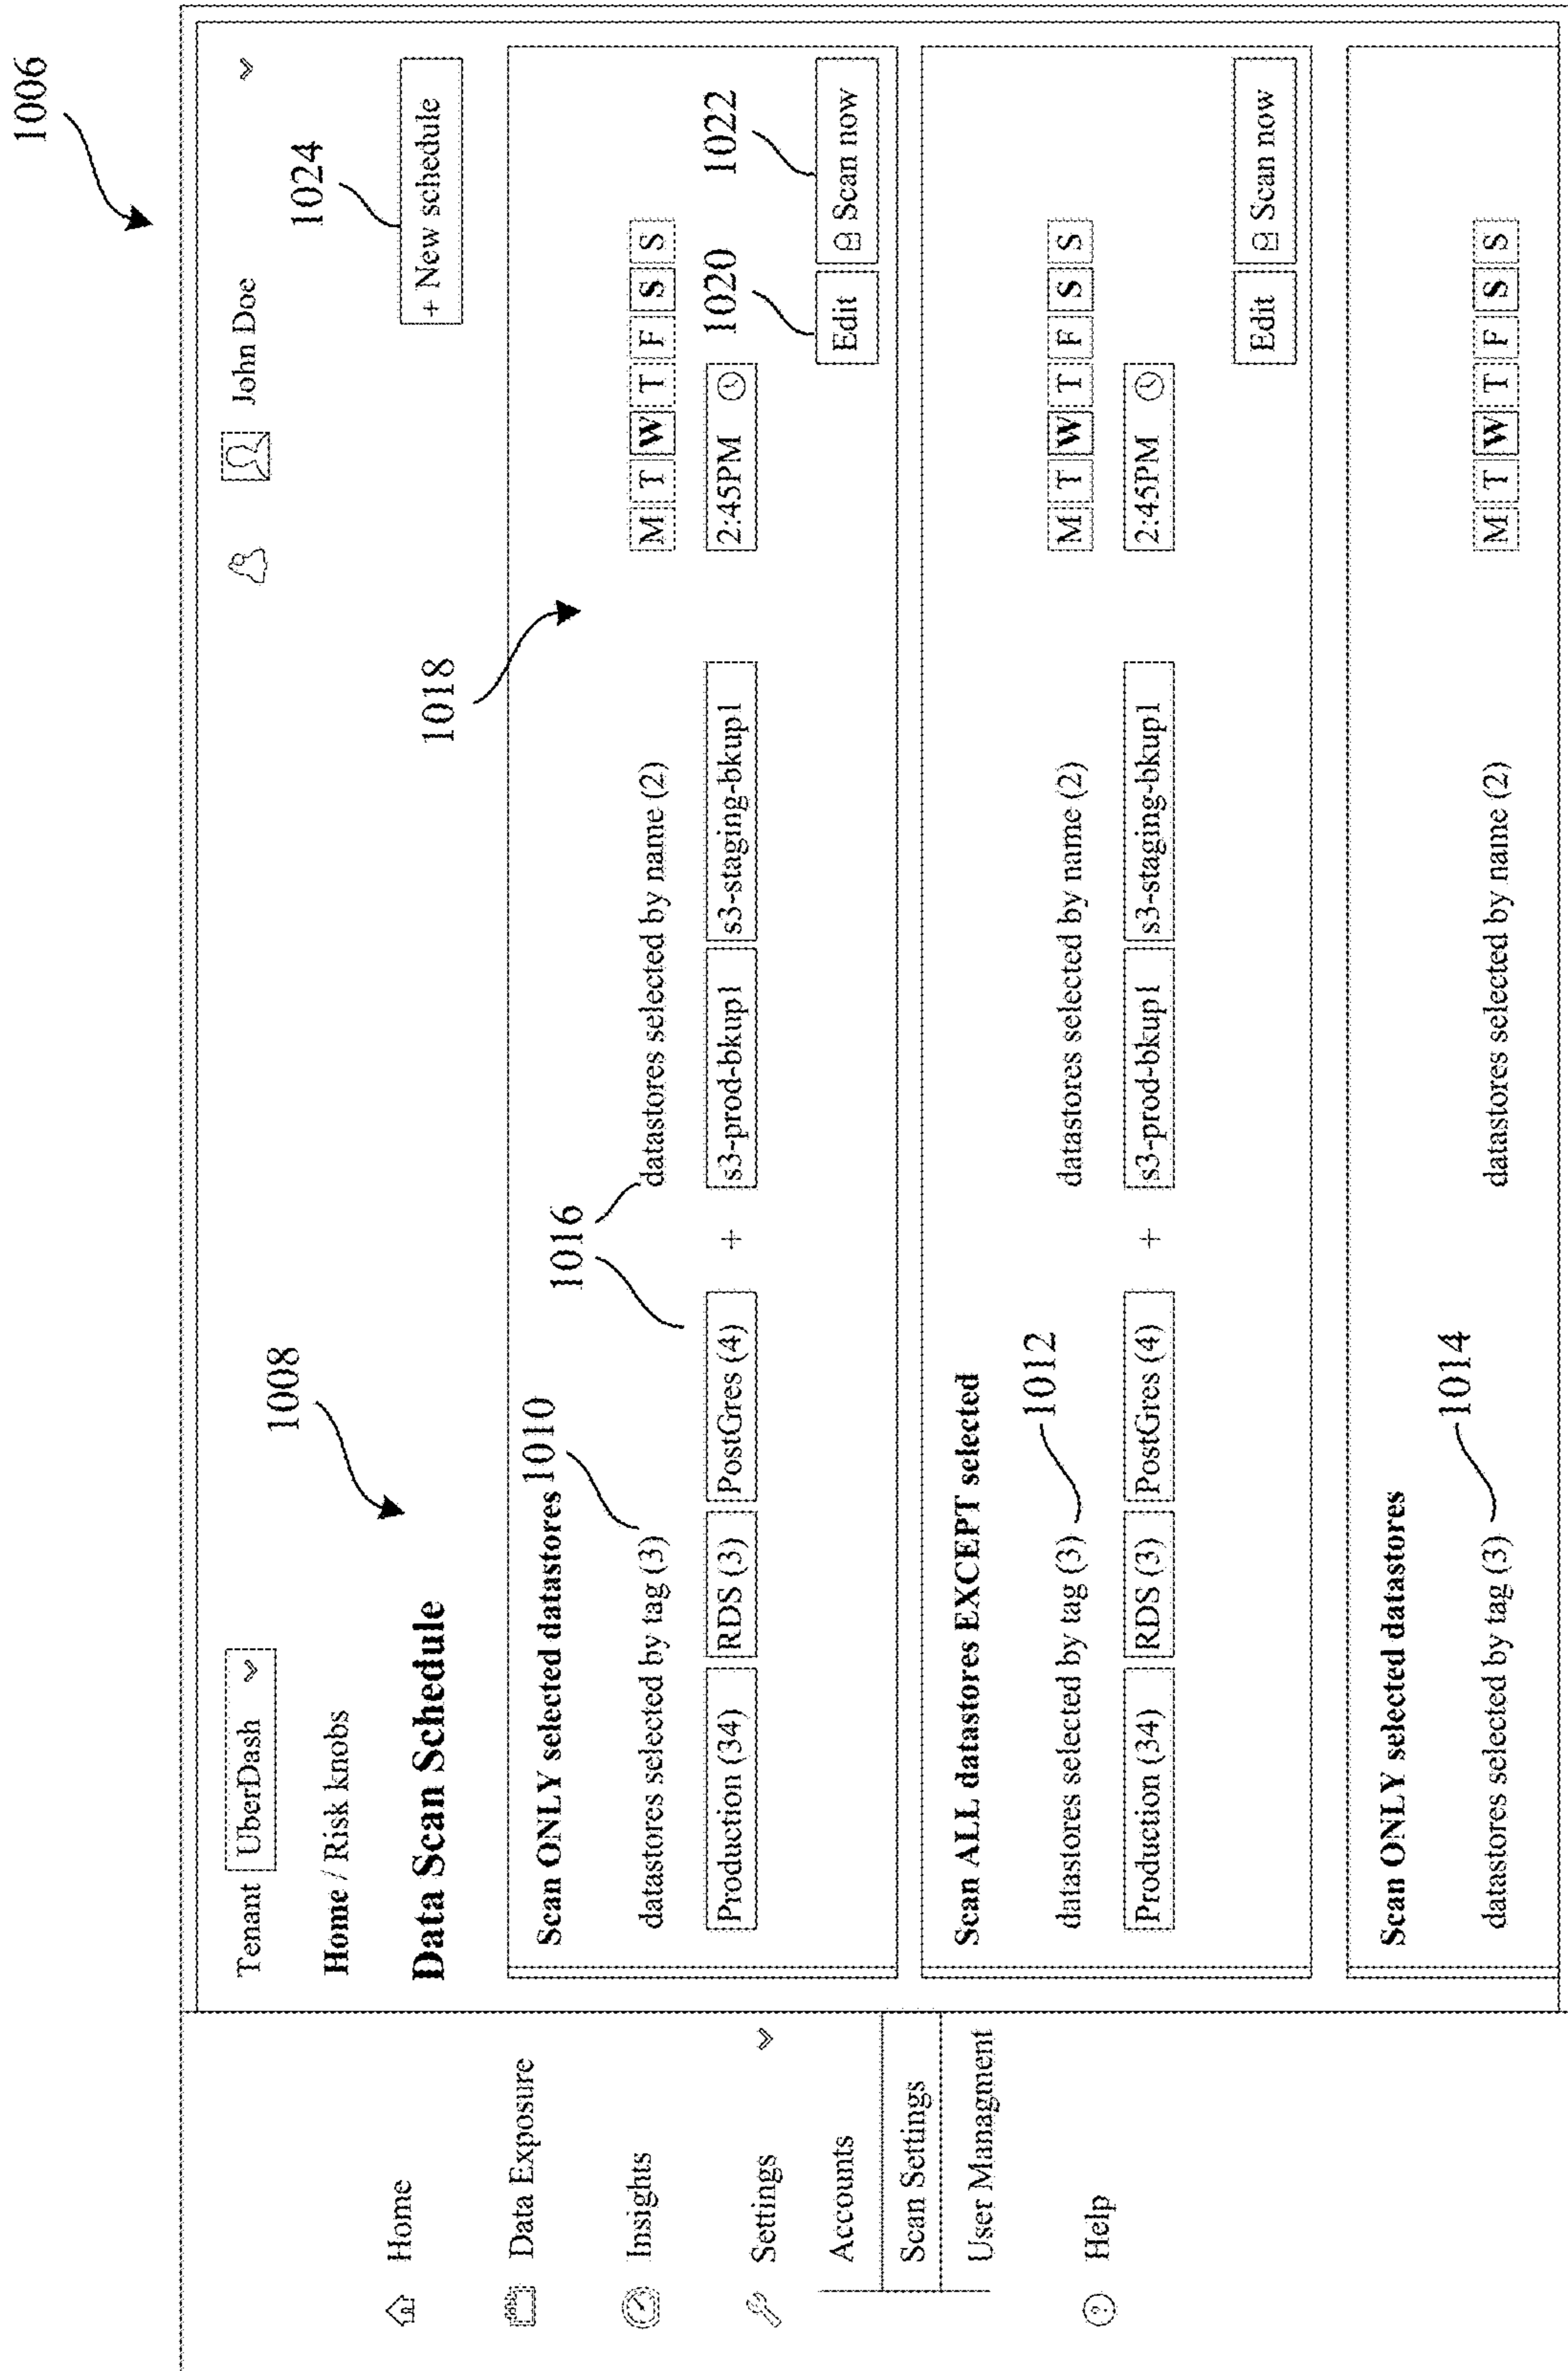 1006
Tenant UberDash
John Doe
1008
1024
Home / Risk knobs
Data Scan Schedule
+ New schedule
1018
Home
Data Exposure
Insights
Settings
Accounts
Scan Settings
User Managment
Help
Scan ONLY selected datastores
1010
1016
datastores selected by tag (3)
datastores selected by name (2)
M T W T F S S
Production (34) RDS (3) PostGres (4) + s3-prod-bkup1 s3-staging-bkup1
2:45PM
1020
1022
Edit Scan now
Scan ALL datastores EXCEPT selected
datastores selected by tag (3)
1012
datastores selected by name (2)
M T W T F S S
Production (34) RDS (3) PostGres (4) + s3-prod-bkup1 s3-staging-bkup1
2:45PM
Edit Scan now
Scan ONLY selected datastores
1014
datastores selected by tag (3)
datastores selected by name (2)
M T W T F S S